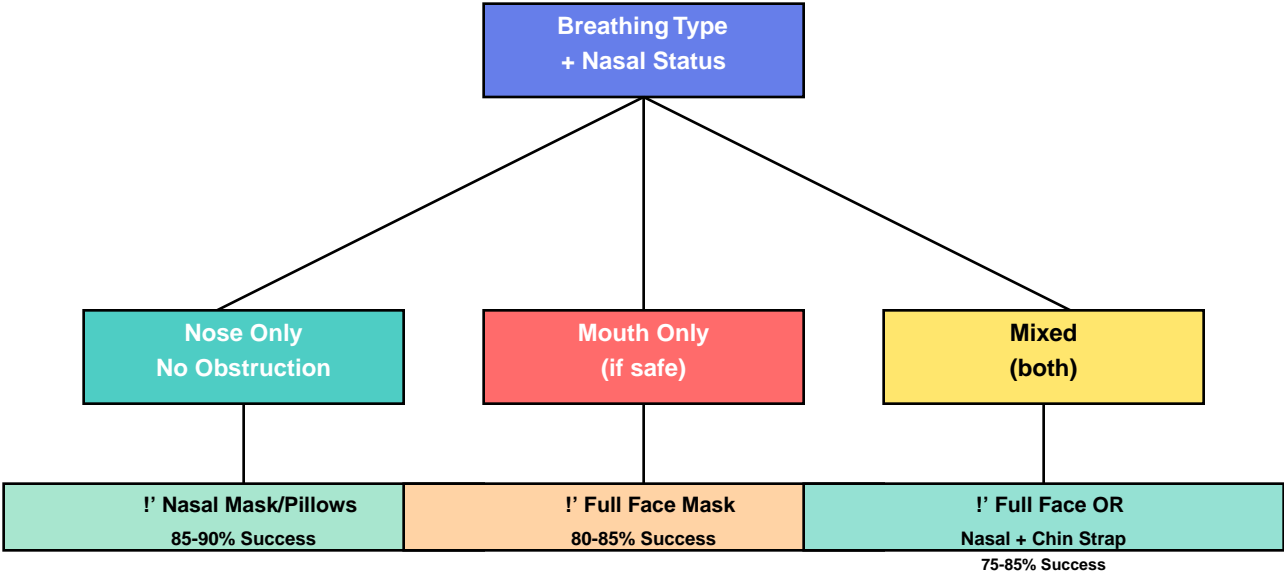 Breathing Type
+ Nasal Status
Nose Only
No Obstruction
Mouth Only
(if safe)
Mixed
(both)
!’ Nasal Mask/Pillows
85-90% Success
!’ Full Face Mask
80-85% Success
!’ Full Face OR
Nasal + Chin Strap
75-85% Success